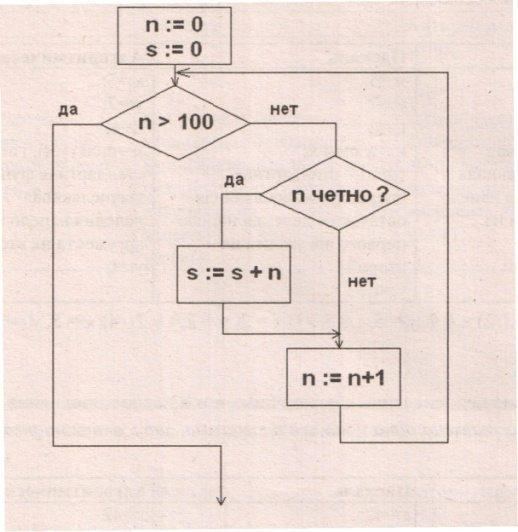 n := 0
s := 0
да
n > 100
нет
да
n четно ?
s := s + n
нет
n := n+1